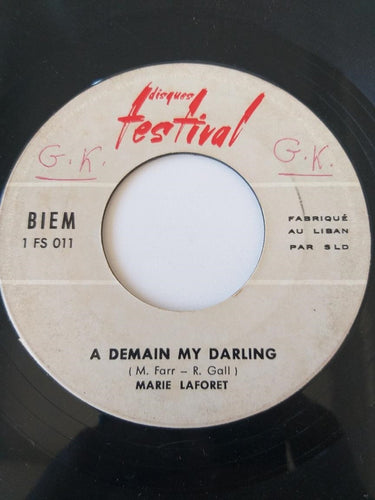 disques
festival
G.K. G.K.
BIEM
1 FS 011
FABRIQUÉ
AU LIBAN
PAR SLD
A DEMAIN MY DARLING
( M. Farr – R. Gall )
MARIE LAFORET